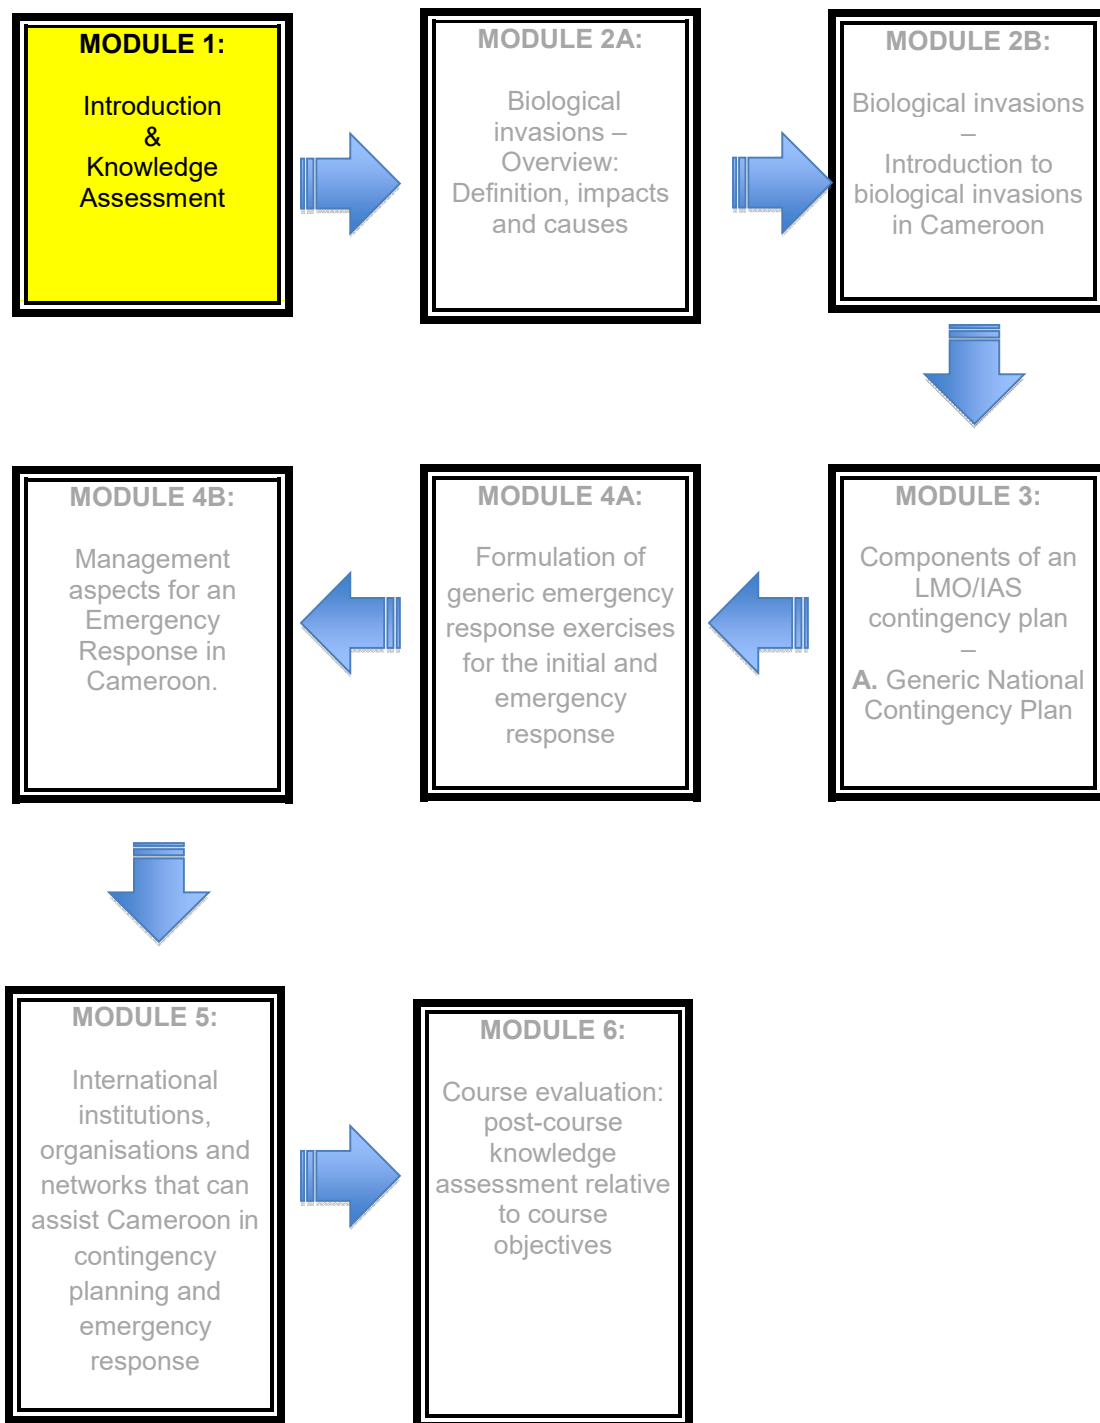 MODULE 1:
Introduction
&
Knowledge
Assessment
MODULE 2A:
Biological
invasions –
Overview:
Definition, impacts
and causes
MODULE 2B:
Biological invasions
–
Introduction to
biological invasions
in Cameroon
MODULE 3:
Components of an
LMO/IAS
contingency plan
–
A. Generic National
Contingency Plan
MODULE 4A:
Formulation of
generic emergency
response exercises
for the initial and
emergency
response
MODULE 4B:
Management
aspects for an
Emergency
Response in
Cameroon.
MODULE 5:
International
institutions,
organisations and
networks that can
assist Cameroon in
contingency
planning and
emergency
response
MODULE 6:
Course evaluation:
post-course
knowledge
assessment relative
to course
objectives